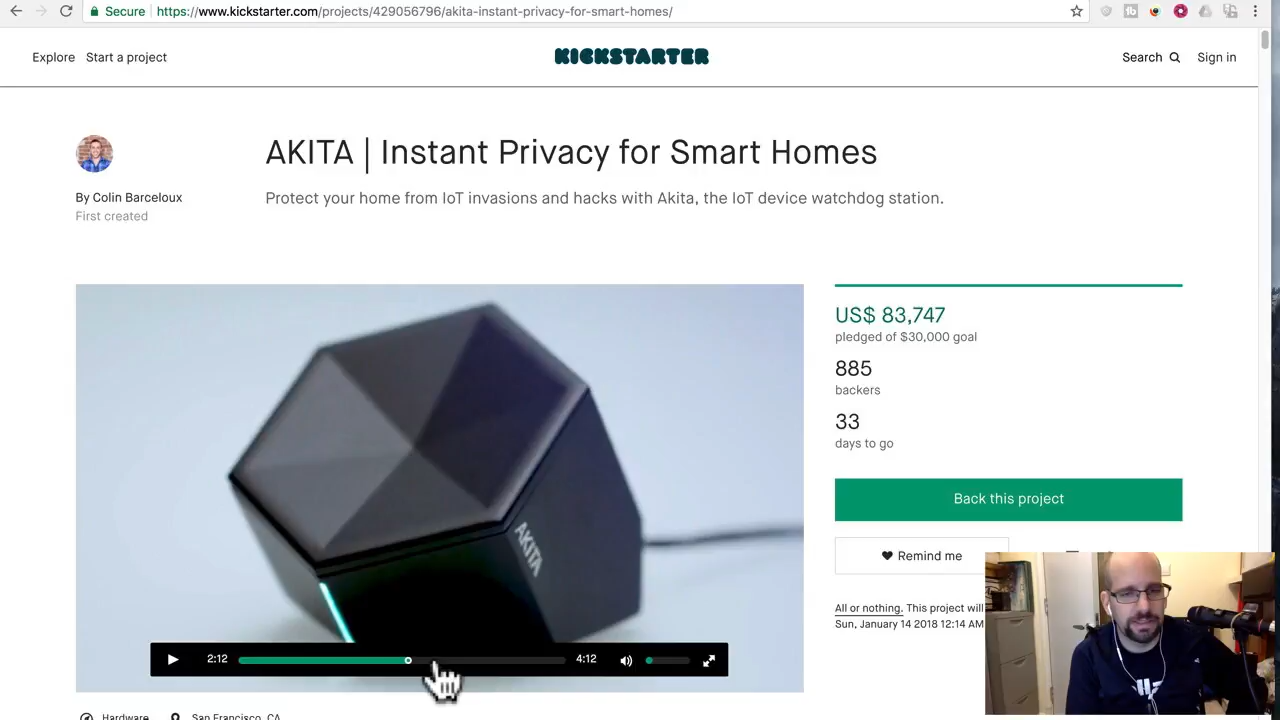 Secure
https://www.kickstarter.com/projects/429056796/akita-instant-privacy-for-smart-homes/
Explore
Start a project
KICKSTARTER
Search
Sign in
AKITA | Instant Privacy for Smart Homes
By Colin Barceloux
First created
Protect your home from IoT invasions and hacks with Akita, the IoT device watchdog station.
AKITA
2:12
4:12
US$ 83,747
pledged of $30,000 goal
885
backers
33
days to go
Back this project
Remind me
All or nothing. This project will
Sun, January 14 2018 12:14 AM
Hardware
San Francisco, CA